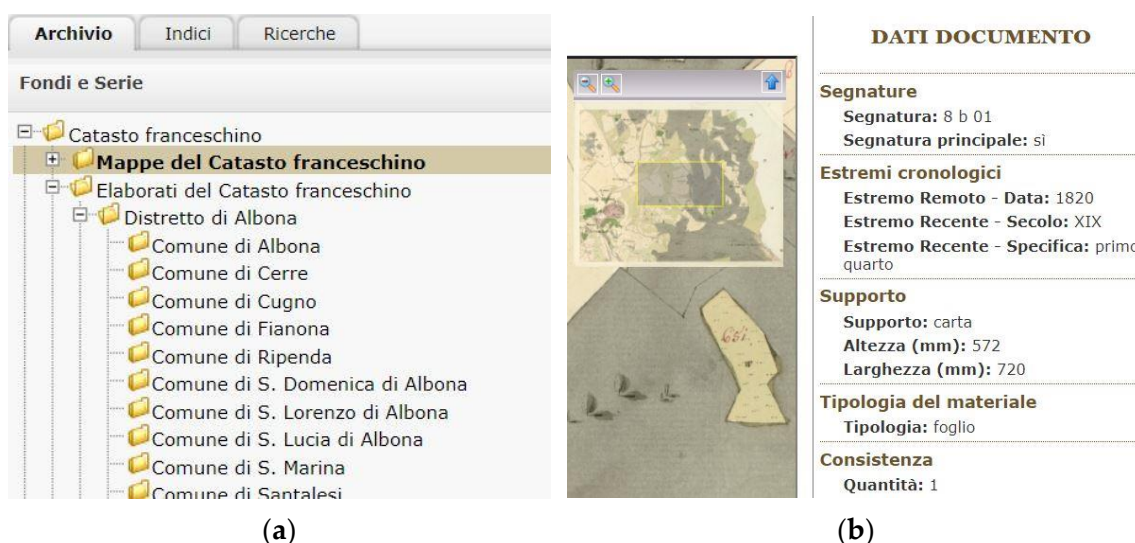 Archivio Indici Ricerche
Fondi e Serie
Catasto franceschino
Mappe del Catasto franceschino
Elaborati del Catasto franceschino
Distretto di Albona
Comune di Albona
Comune di Cerre
Comune di Cugno
Comune di Fianona
Comune di Ripenda
Comune di S. Domenica di Albona
Comune di S. Lorenzo di Albona
Comune di S. Lucia di Albona
Comune di S. Marina
Comune di Santalesi
(a)
651
DATI DOCUMENTO
Segnature
Segnatura: 8 b 01
Segnatura principale: sì
Estremi cronologici
Estremo Remoto - Data: 1820
Estremo Recente - Secolo: XIX
Estremo Recente - Specifica: primo
quarto
Supporto
Supporto: carta
Altezza (mm): 572
Larghezza (mm): 720
Tipologia del materiale
Tipologia: foglio
Consistenza
Quantità: 1
(b)